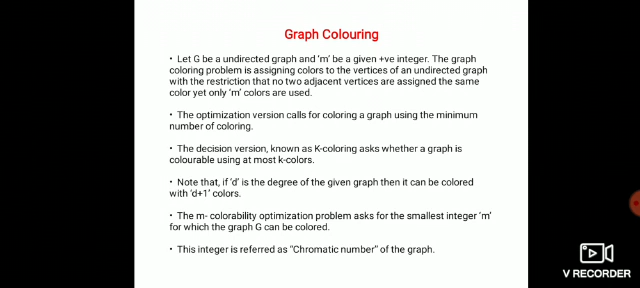 Graph Colouring
• Let G be a undirected graph and 'm' be a given +ve integer. The graph
coloring problem is assigning colors to the vertices of an undirected graph
with the restriction that no two adjacent vertices are assigned the same
color yet only 'm' colors are used.
• The optimization version calls for coloring a graph using the minimum
number of coloring.
• The decision version, known as K-coloring asks whether a graph is
colourable using at most k-colors.
• Note that, if 'd' is the degree of the given graph then it can be colored
with 'd+1' colors.
• The m- colorability optimization problem asks for the smallest integer 'm'
for which the graph G can be colored.
• This integer is referred as "Chromatic number" of the graph.
V RECORDER